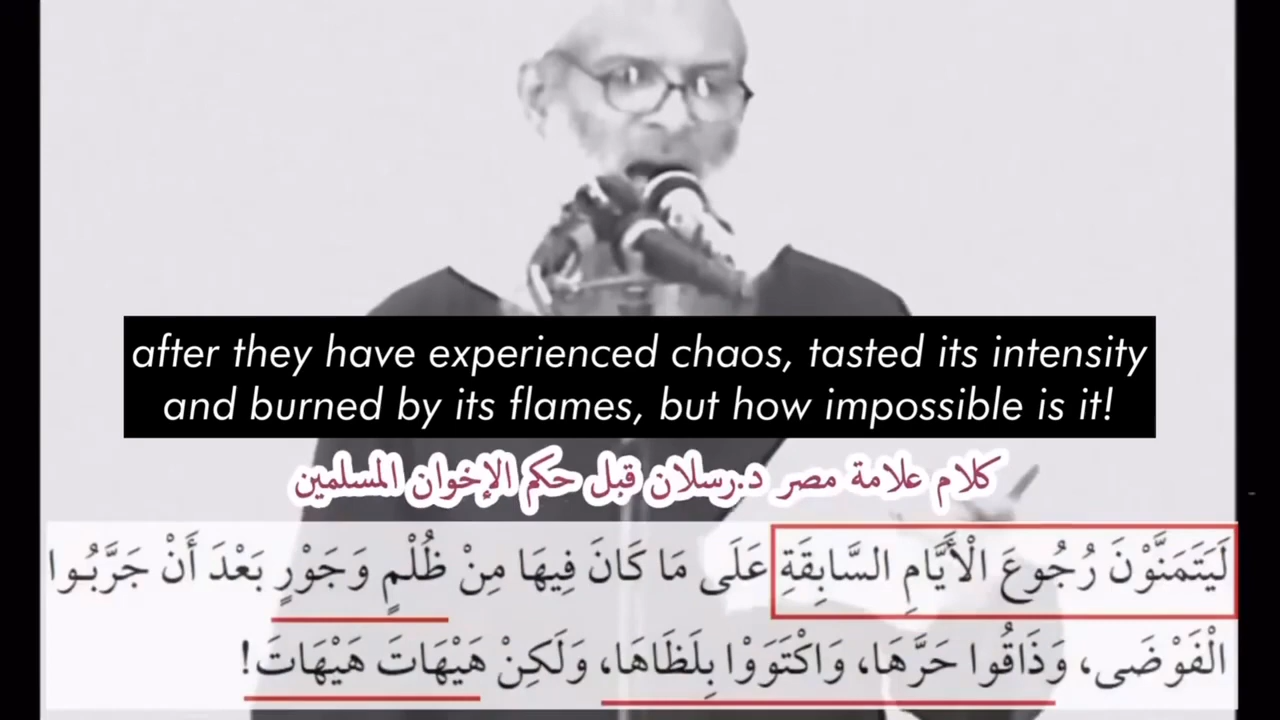 after they have experienced chaos, tasted its intensity
and burned by its flames, but how impossible is it!
كلام علامة مصر د.رسلان قبل حكم الإخوان المسلمين
لَيَتَمَنَّوْنَ رُجُوعَ الْأَيَّامِ السَّابِقَةِ عَلَى مَا كَانَ فِيهَا مِنْ ظُلْمٍ وَجَوْرٍ بَعْدَ أَنْ جَرَّبُوا
الْفَوْضَى، وَذَاقُوا حَرَّهَا، وَاكْتَوَوْا بِلَظَاهَا، وَلَكِنْ هَيْهَاتَ هَيْهَاتَ!